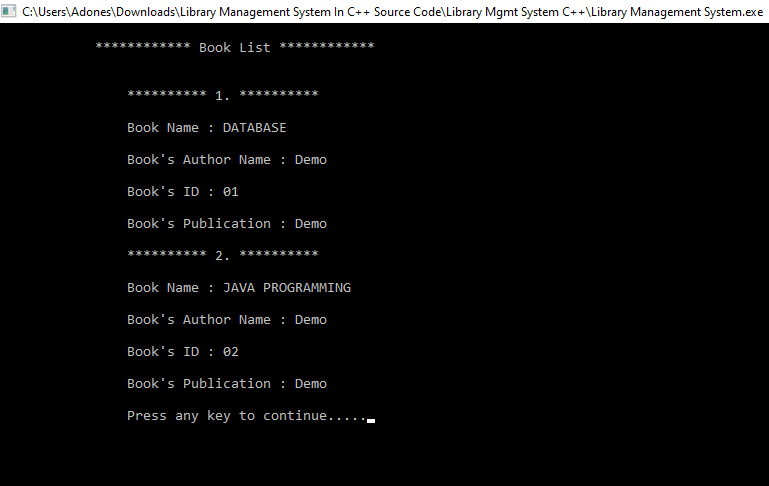 C:\Users\Adones\Downloads\Library Management System In C++ Source Code\Library Mgmt System C++\Library Management System.exe
************ Book List ************
********** 1. **********
Book Name : DATABASE
Book's Author Name : Demo
Book's ID : 01
Book's Publication : Demo
********** 2. **********
Book Name : JAVA PROGRAMMING
Book's Author Name : Demo
Book's ID : 02
Book's Publication : Demo
Press any key to continue.....